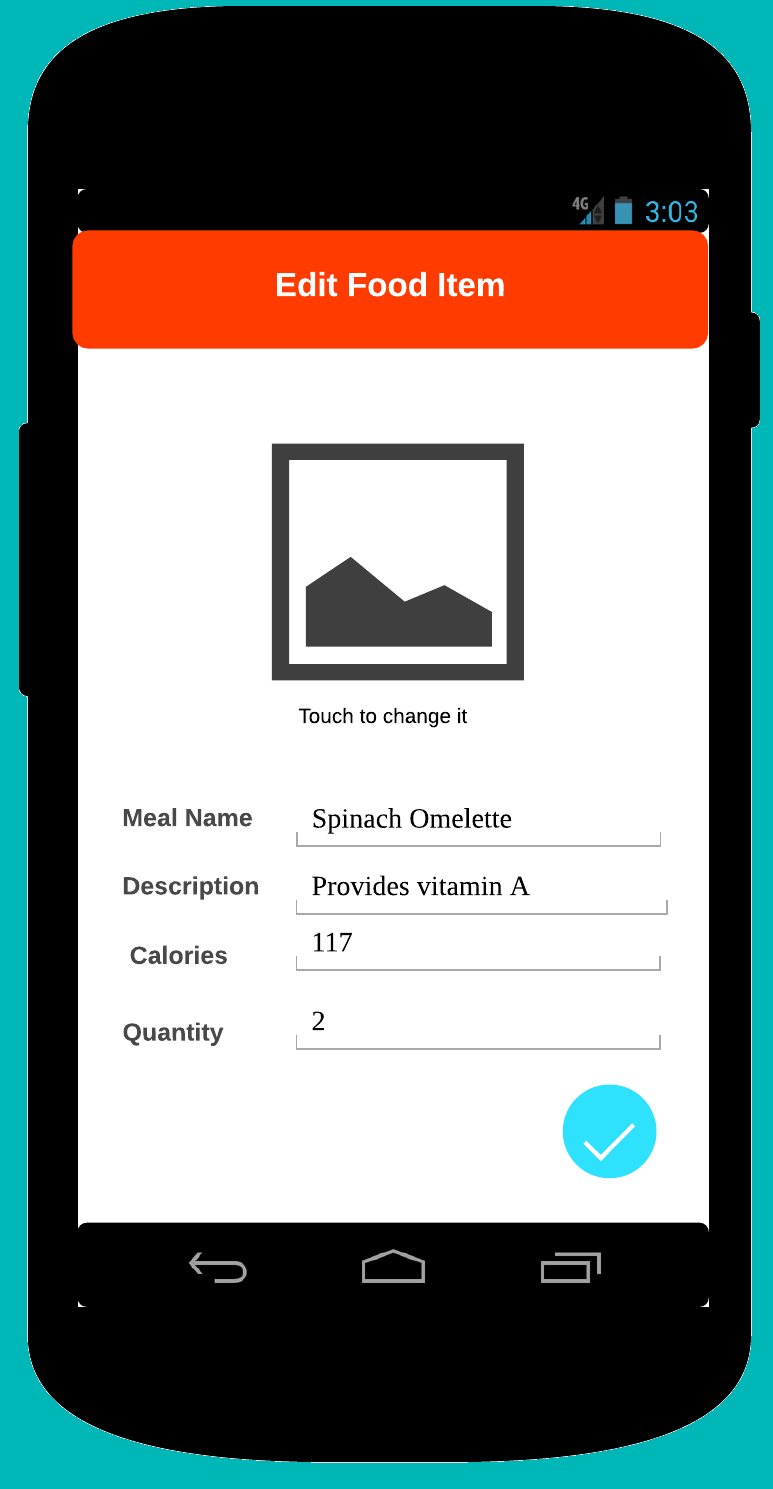 4G 3:03
Edit Food Item
Touch to change it
Meal Name Spinach Omelette
Description Provides vitamin A
Calories 117
Quantity 2